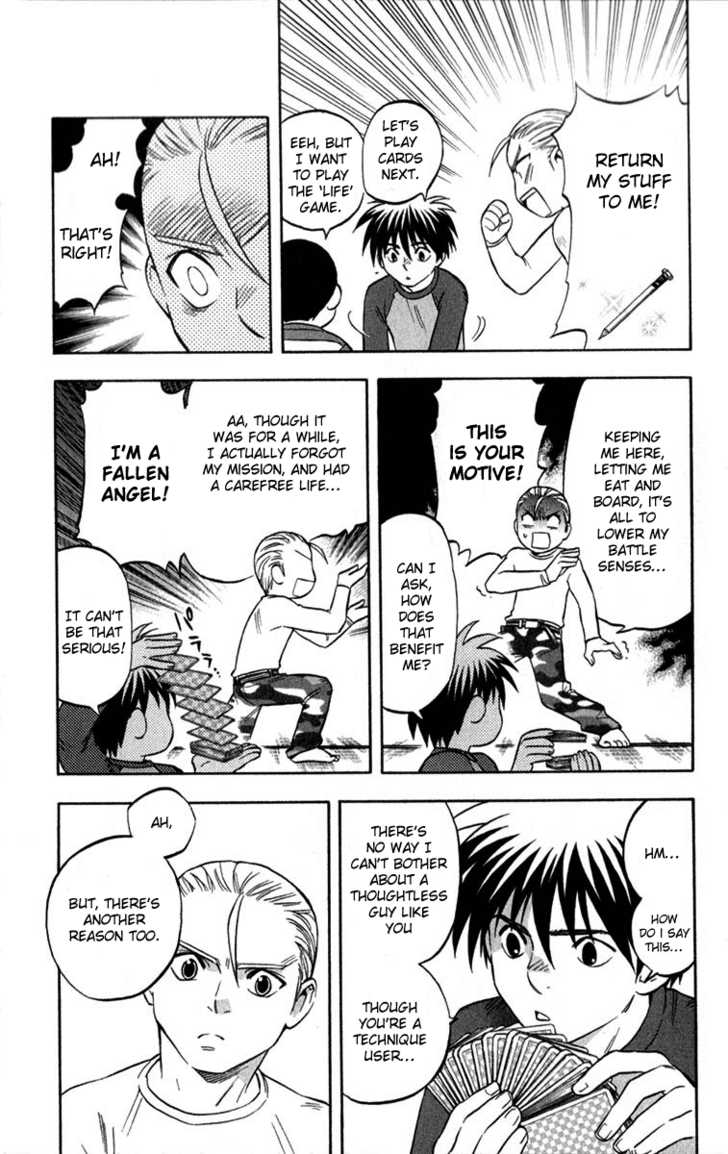 RETURN
MY STUFF
TO ME!
LET'S
PLAY
CARDS
NEXT.
EEH, BUT
I WANT
TO PLAY
THE 'LIFE'
GAME.
AH!
THAT'S
RIGHT!
KEEPING
ME HERE,
LETTING ME
EAT AND
BOARD, IT'S
ALL TO
LOWER MY
BATTLE
SENSES...
THIS
IS YOUR
MOTIVE!
CAN I
ASK,
HOW
DOES
THAT
BENEFIT
ME?
AA, THOUGH IT
WAS FOR A WHILE,
I ACTUALLY FORGOT
MY MISSION, AND HAD
A CAREFREE LIFE...
I'M A
FALLEN
ANGEL!
IT CAN'T
BE THAT
SERIOUS!
HM...
HOW
DO I SAY
THIS...
THERE'S
NO WAY I
CAN'T BOTHER
ABOUT A
THOUGHTLESS
GUY LIKE
YOU
THOUGH
YOU'RE A
TECHNIQUE
USER...
AH,
BUT, THERE'S
ANOTHER
REASON TOO.